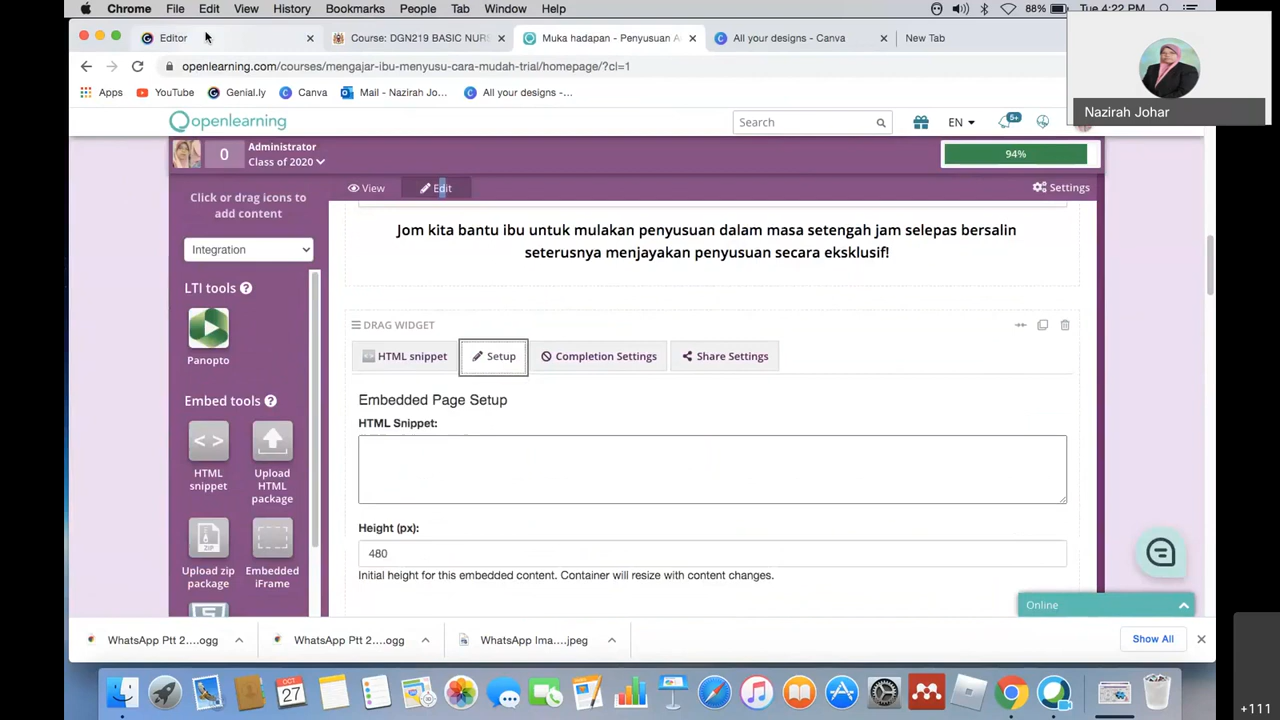 Chrome File Edit View History Bookmarks People Tab Window Help 88% Tue 4:22 PM
Editor
Course: DGN219 BASIC NURS
Muka hadapan - Penyusuan A
All your designs - Canva
New Tab
openlearning.com/courses/mengajar-ibu-menyusu-cara-mudah-trial/homepage/?cl=1
Apps YouTube Genial.ly Canva Mail - Nazirah Jo... All your designs -...
Nazirah Johar
openlearning
Search
5+
EN
0
Administrator
Class of 2020
94%
Click or drag icons to
add content
View
Edit
Settings
Integration
LTI tools
Panopto
Embed tools
HTML
snippet
Upload
HTML
package
Upload zip
package
Embedded
iFrame
Jom kita bantu ibu untuk mulakan penyusuan dalam masa setengah jam selepas bersalin
seterusnya menjayakan penyusuan secara eksklusif!
DRAG WIDGET
HTML snippet
Setup
Completion Settings
Share Settings
Embedded Page Setup
HTML Snippet:
Height (px):
480
Initial height for this embedded content. Container will resize with content changes.
Online
WhatsApp Ptt 2....ogg
WhatsApp Ptt 2....ogg
WhatsApp Ima....jpeg
Show All
OCT
27
+111